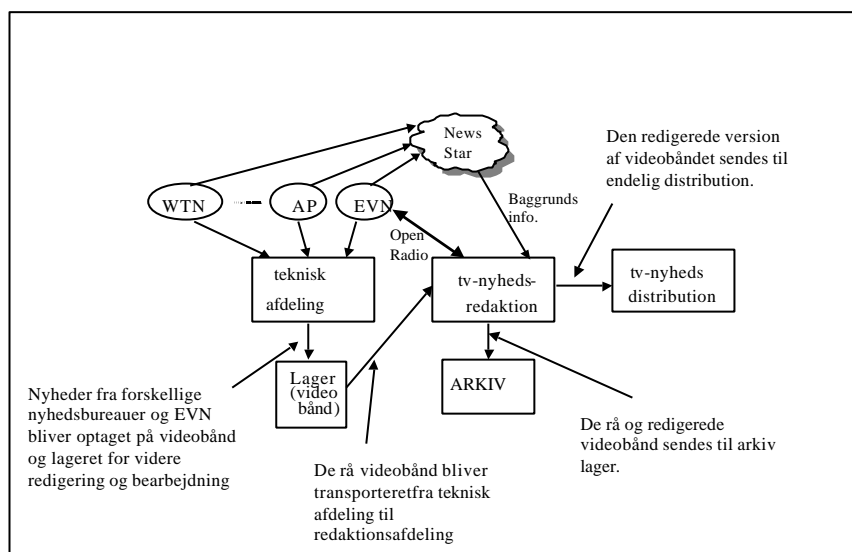 News
Star
Den redigerede version
af videobåndet sendes til
endelig distribution.
WTN
AP
EVN
Baggrunds
info.
Open
Radio
teknisk
afdeling
tv-nyheds-
redaktion
tv-nyheds
distribution
Lager
(video
bånd)
ARKIV
Nyheder fra forskellige
nyhedsbureauer og EVN
bliver optaget på videobånd
og lageret for videre
redigering og bearbejdning
De rå videobånd bliver
transporteretfra teknisk
afdeling til
redaktionsafdeling
De rå og redigerede
videobånd sendes til arkiv
lager.